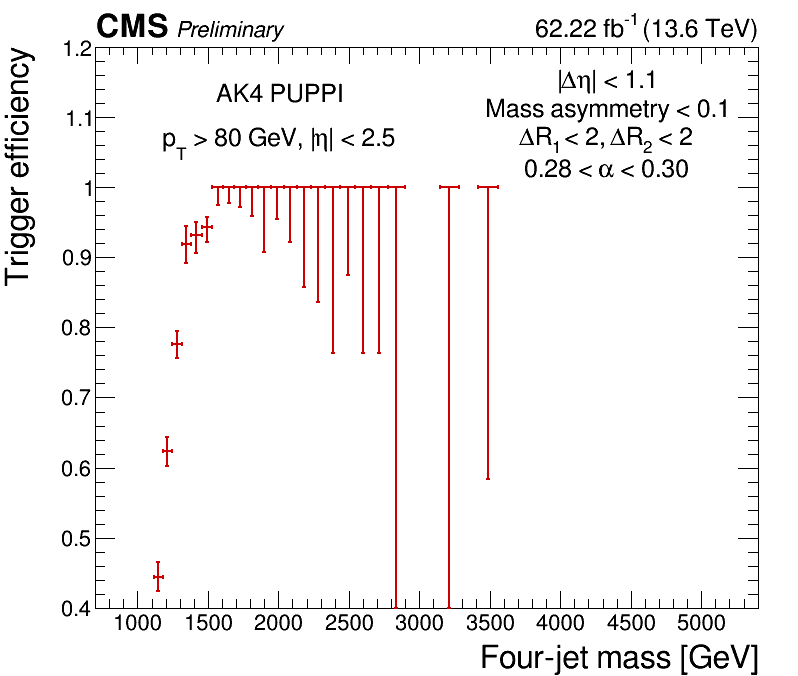 CMS Preliminary 62.22 fb⁻¹ (13.6 TeV)
AK4 PUPPI
p_T > 80 GeV, |η| < 2.5
|Δη| < 1.1
Mass asymmetry < 0.1
ΔR₁ < 2, ΔR₂ < 2
0.28 < α < 0.30
Trigger efficiency
1.2
1.1
1
0.9
0.8
0.7
0.6
0.5
0.4
1000 1500 2000 2500 3000 3500 4000 4500 5000
Four-jet mass [GeV]